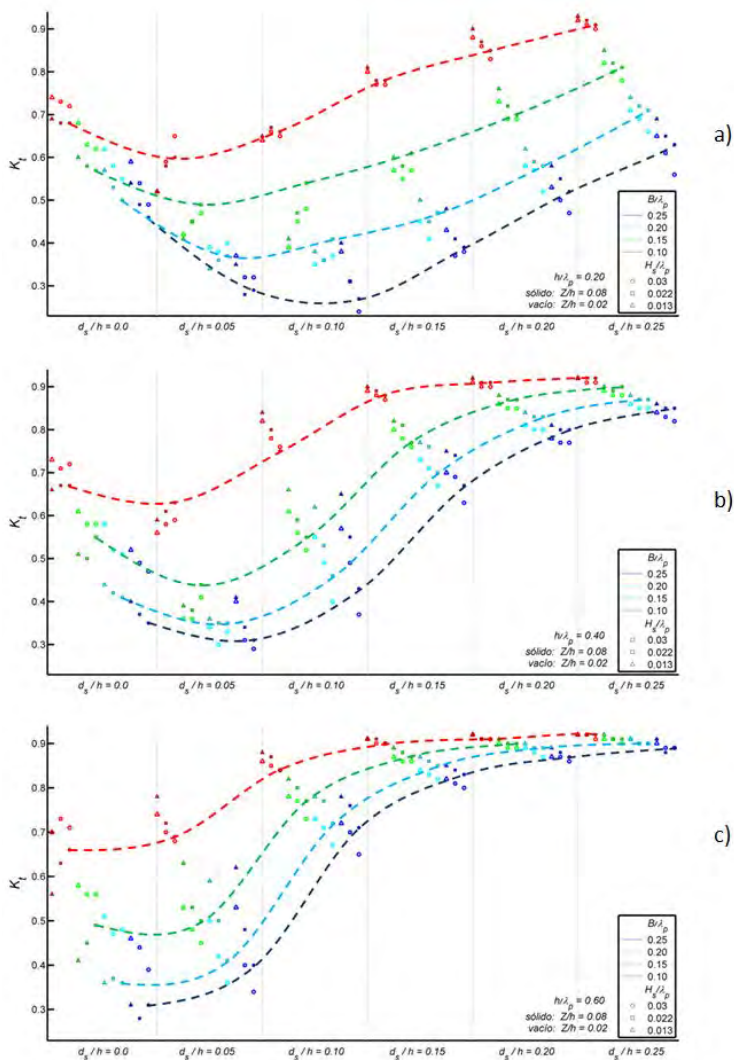 0.9
0.8
0.7
0.6
0.5
0.4
0.3
K_t
a)
B/λ_p
0.25
0.20
0.15
0.10
H_s/λ_p
0.03
0.022
0.013
h/λ_p = 0.20
sólido: Z/h = 0.08
vacío: Z/h = 0.02
d_s / h = 0.0 d_s / h = 0.05 d_s / h = 0.10 d_s / h = 0.15 d_s / h = 0.20 d_s / h = 0.25
0.9
0.8
0.7
0.6
0.5
0.4
0.3
K_t
b)
B/λ_p
0.25
0.20
0.15
0.10
H_s/λ_p
0.03
0.022
0.013
h/λ_p = 0.40
sólido: Z/h = 0.08
vacío: Z/h = 0.02
d_s / h = 0.0 d_s / h = 0.05 d_s / h = 0.10 d_s / h = 0.15 d_s / h = 0.20 d_s / h = 0.25
0.9
0.8
0.7
0.6
0.5
0.4
0.3
K_t
c)
B/λ_p
0.25
0.20
0.15
0.10
H_s/λ_p
0.03
0.022
0.013
h/λ_p = 0.60
sólido: Z/h = 0.08
vacío: Z/h = 0.02
d_s / h = 0.0 d_s / h = 0.05 d_s / h = 0.10 d_s / h = 0.15 d_s / h = 0.20 d_s / h = 0.25